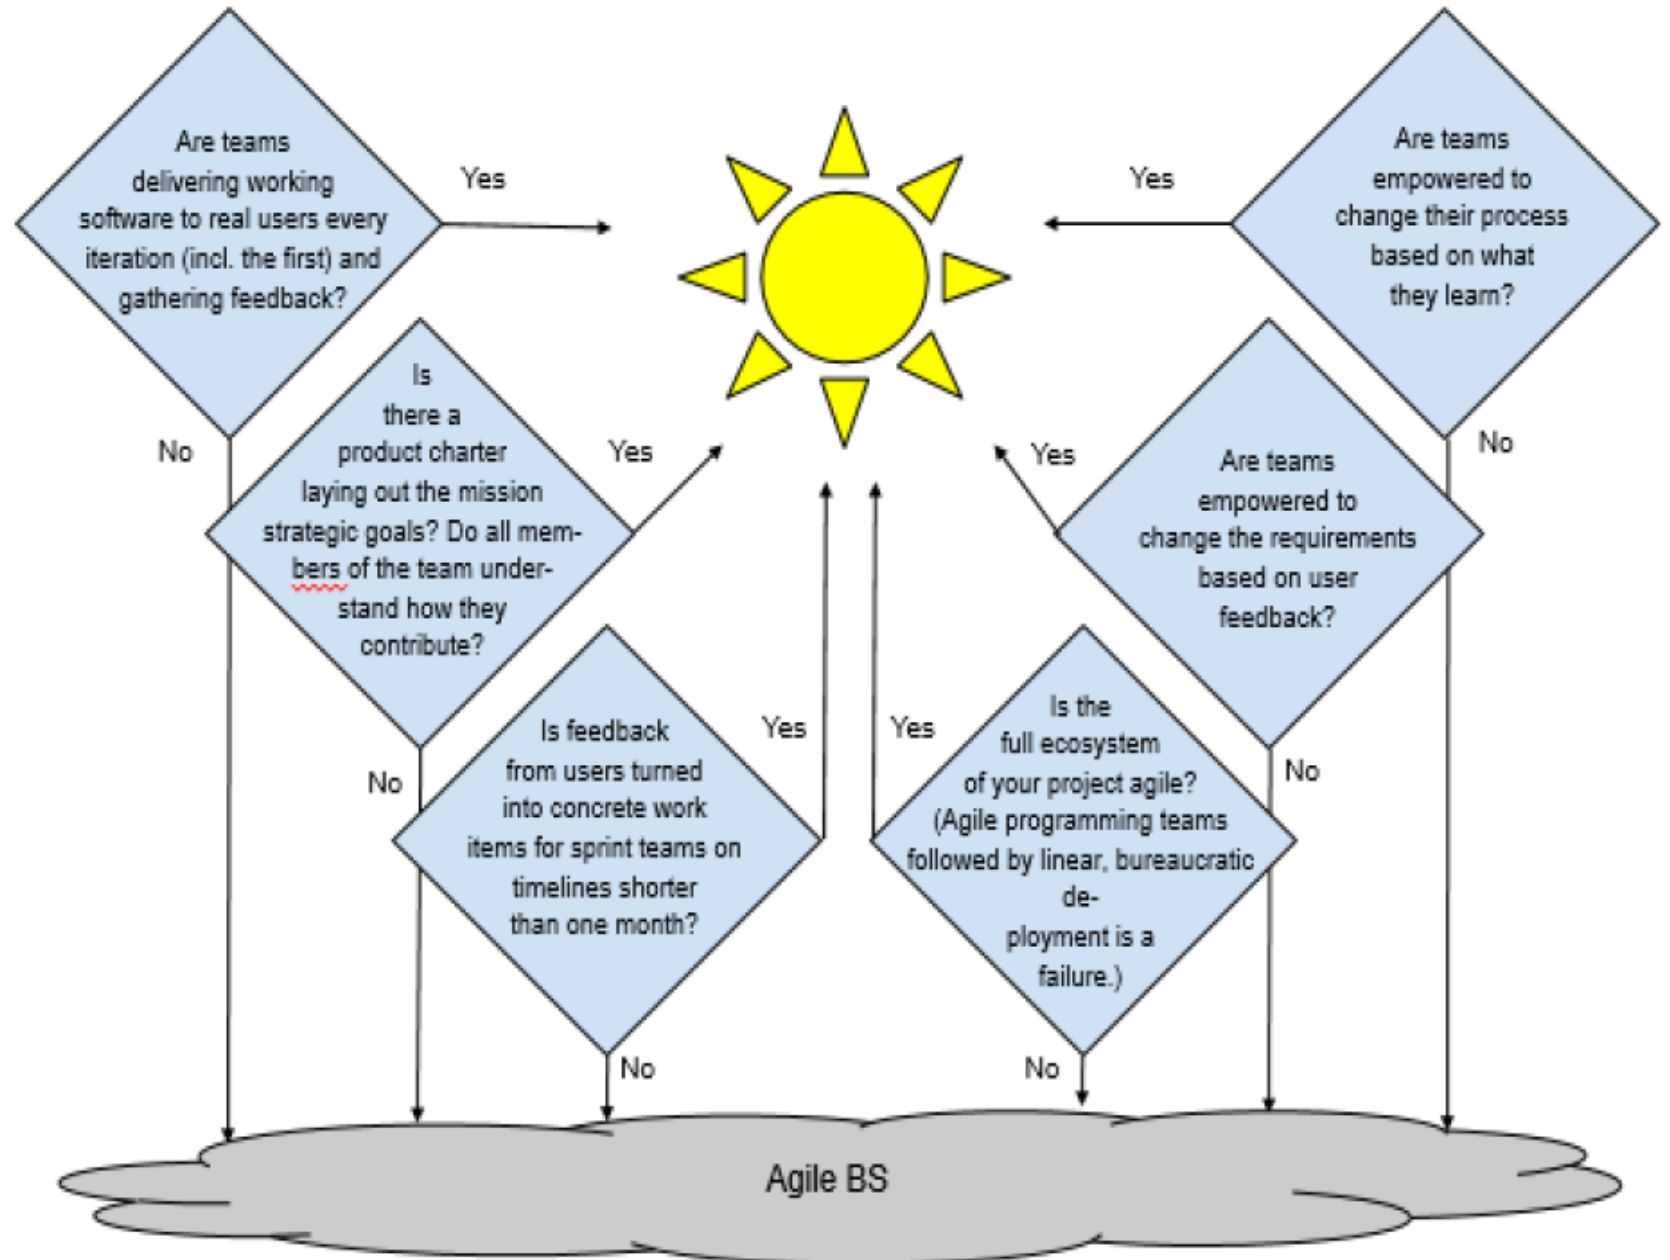 Are teams
delivering working
software to real users every
iteration (incl. the first) and
gathering feedback?
Yes
No
Is
there a
product charter
laying out the mission
strategic goals? Do all mem-
bers of the team under-
stand how they
contribute?
Yes
No
Is feedback
from users turned
into concrete work
items for sprint teams on
timelines shorter
than one month?
Yes
No
Are teams
empowered to
change their process
based on what
they learn?
Yes
No
Are teams
empowered to
change the requirements
based on user
feedback?
Yes
No
Is the
full ecosystem
of your project agile?
(Agile programming teams
followed by linear, bureaucratic
de-
ployment is a
failure.)
Yes
No
Agile BS